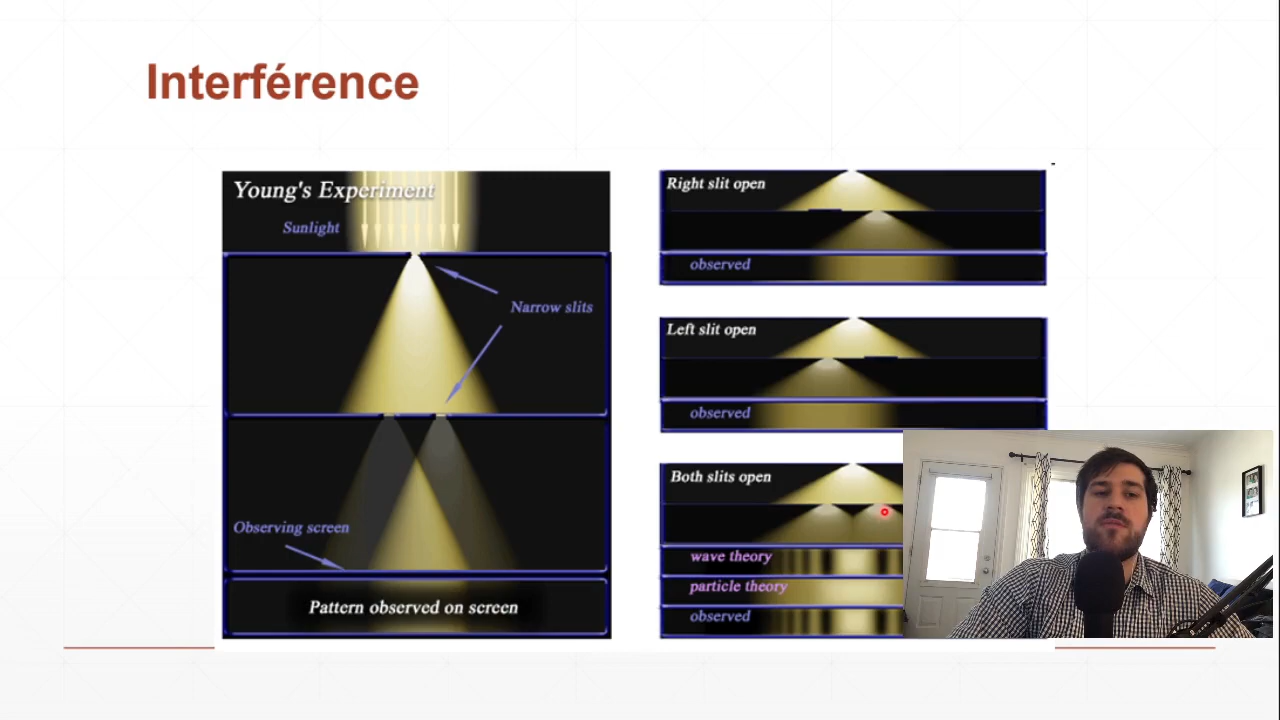 Interférence
Young's Experiment
Sunlight
Narrow slits
Observing screen
Pattern observed on screen
Right slit open
observed
Left slit open
observed
Both slits open
wave theory
particle theory
observed